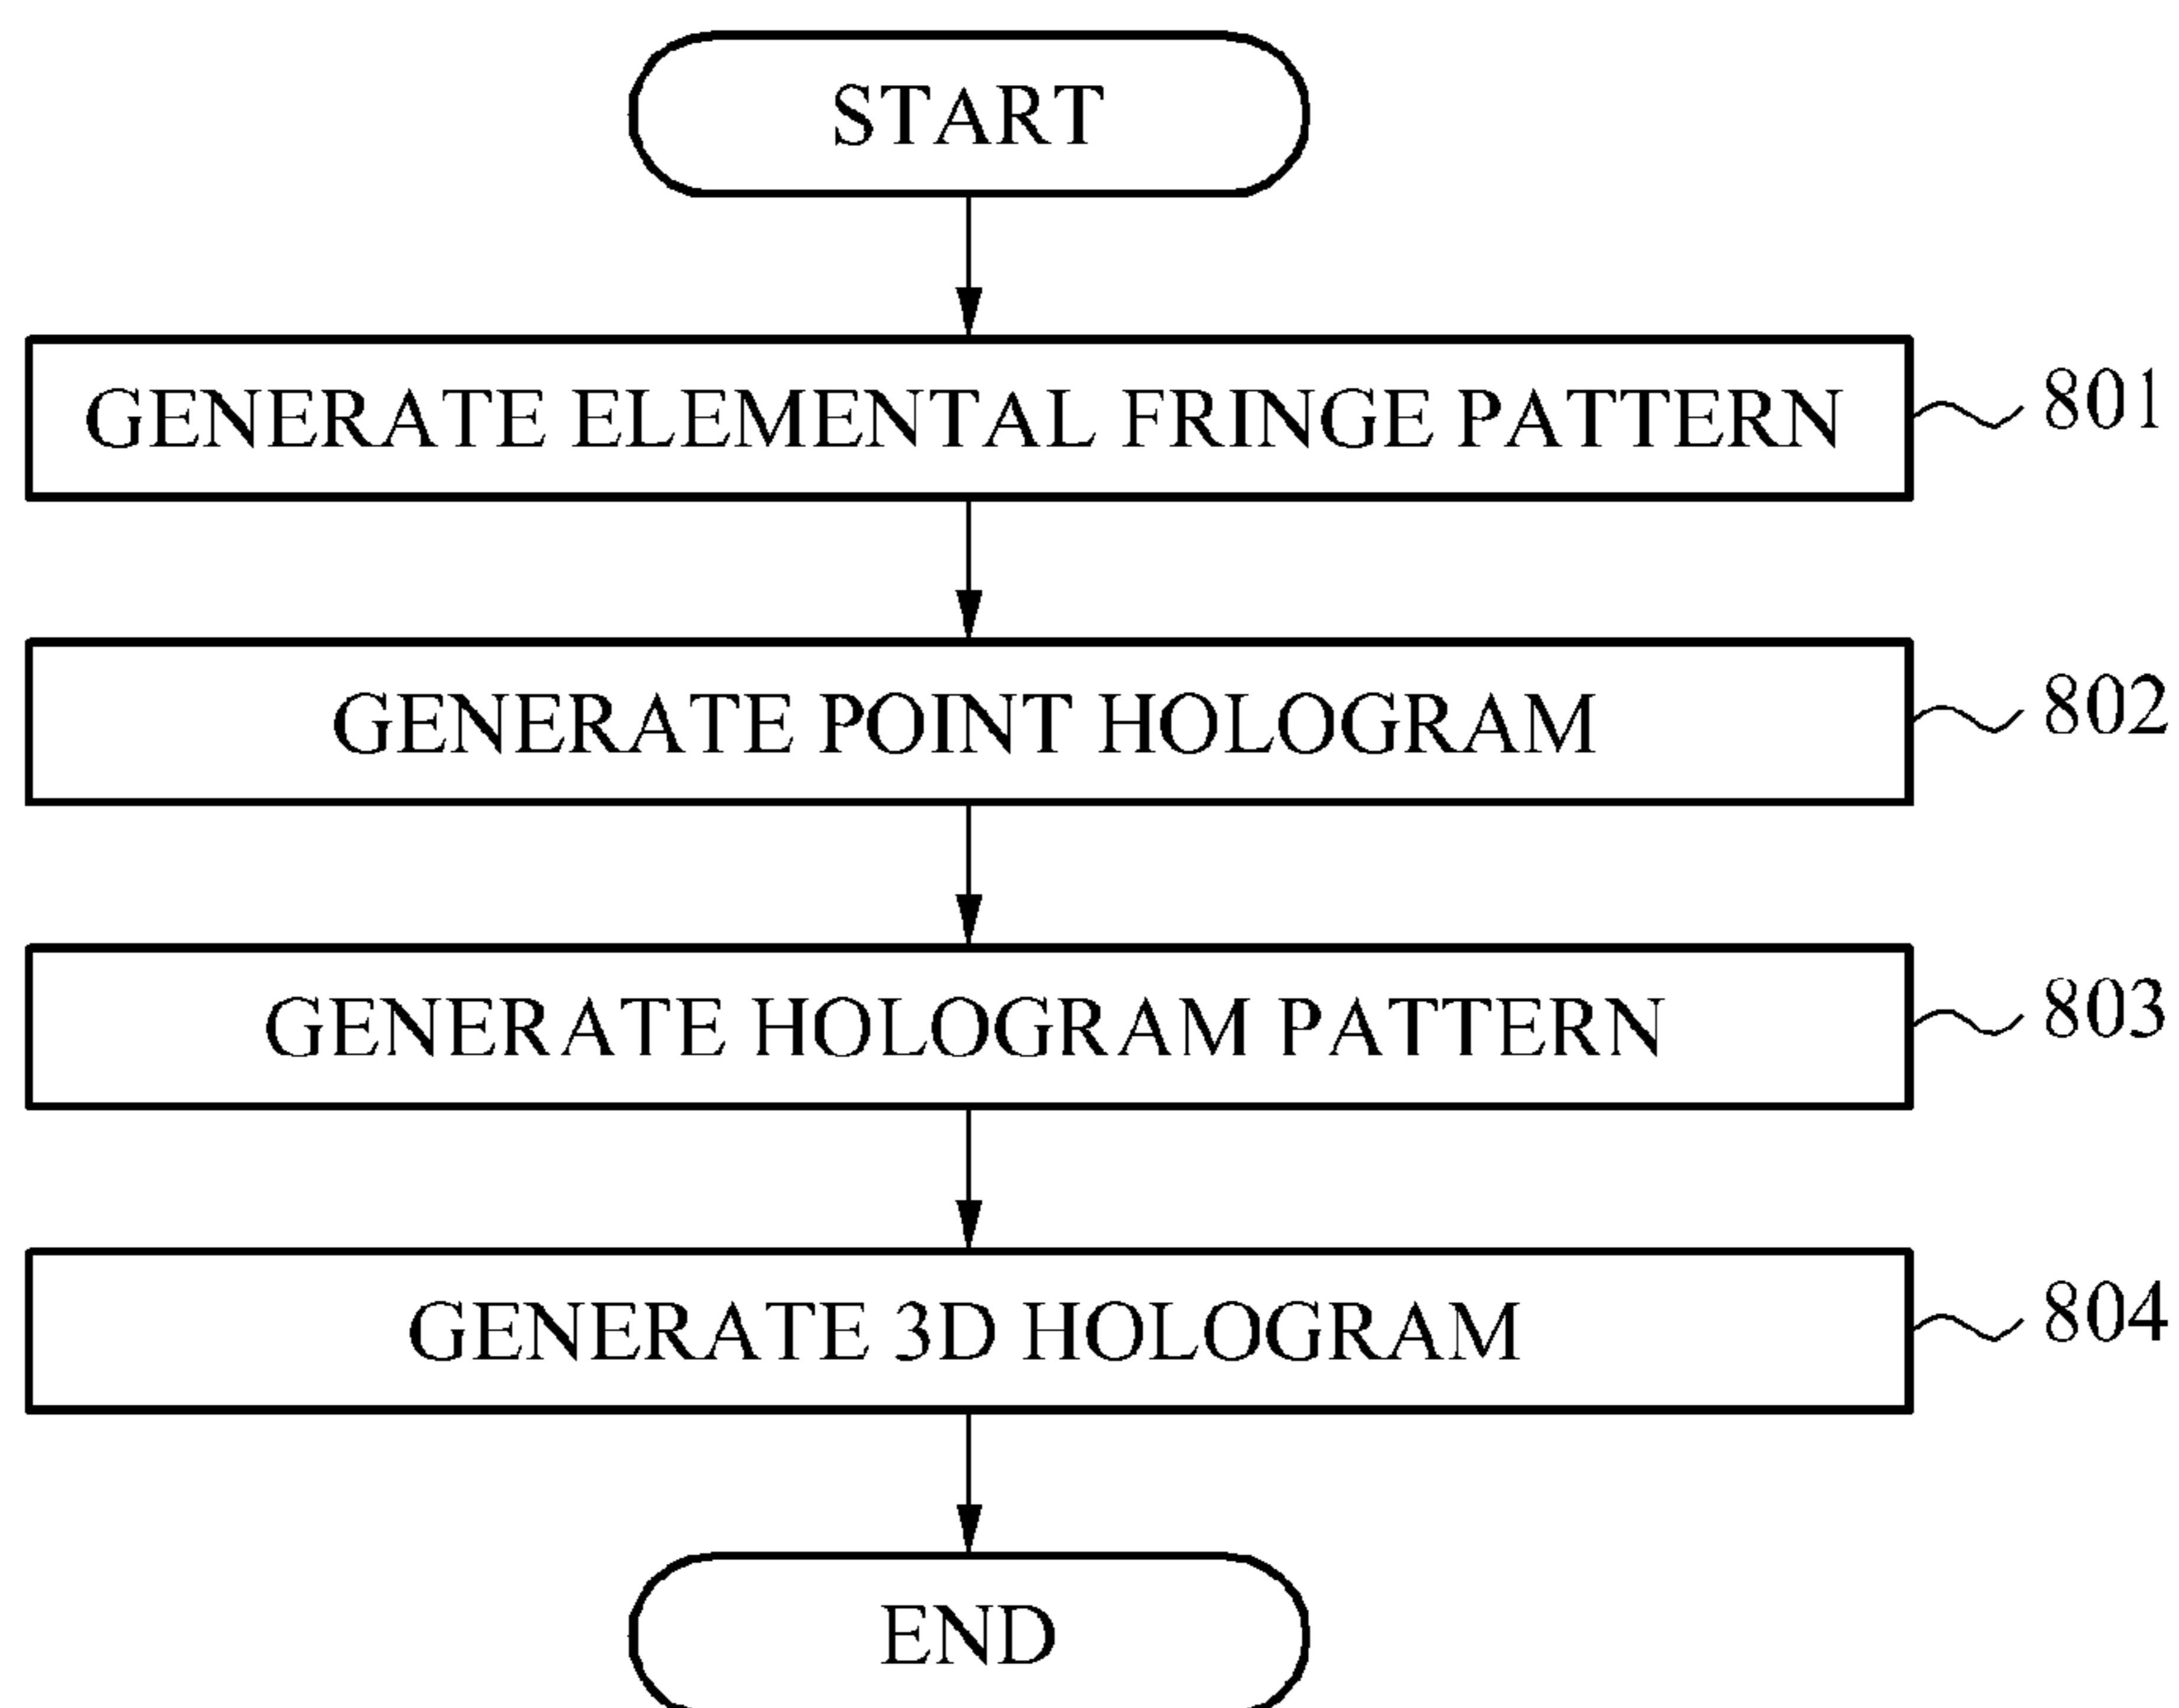 START
GENERATE ELEMENTAL FRINGE PATTERN
801
GENERATE POINT HOLOGRAM
802
GENERATE HOLOGRAM PATTERN
803
GENERATE 3D HOLOGRAM
804
END